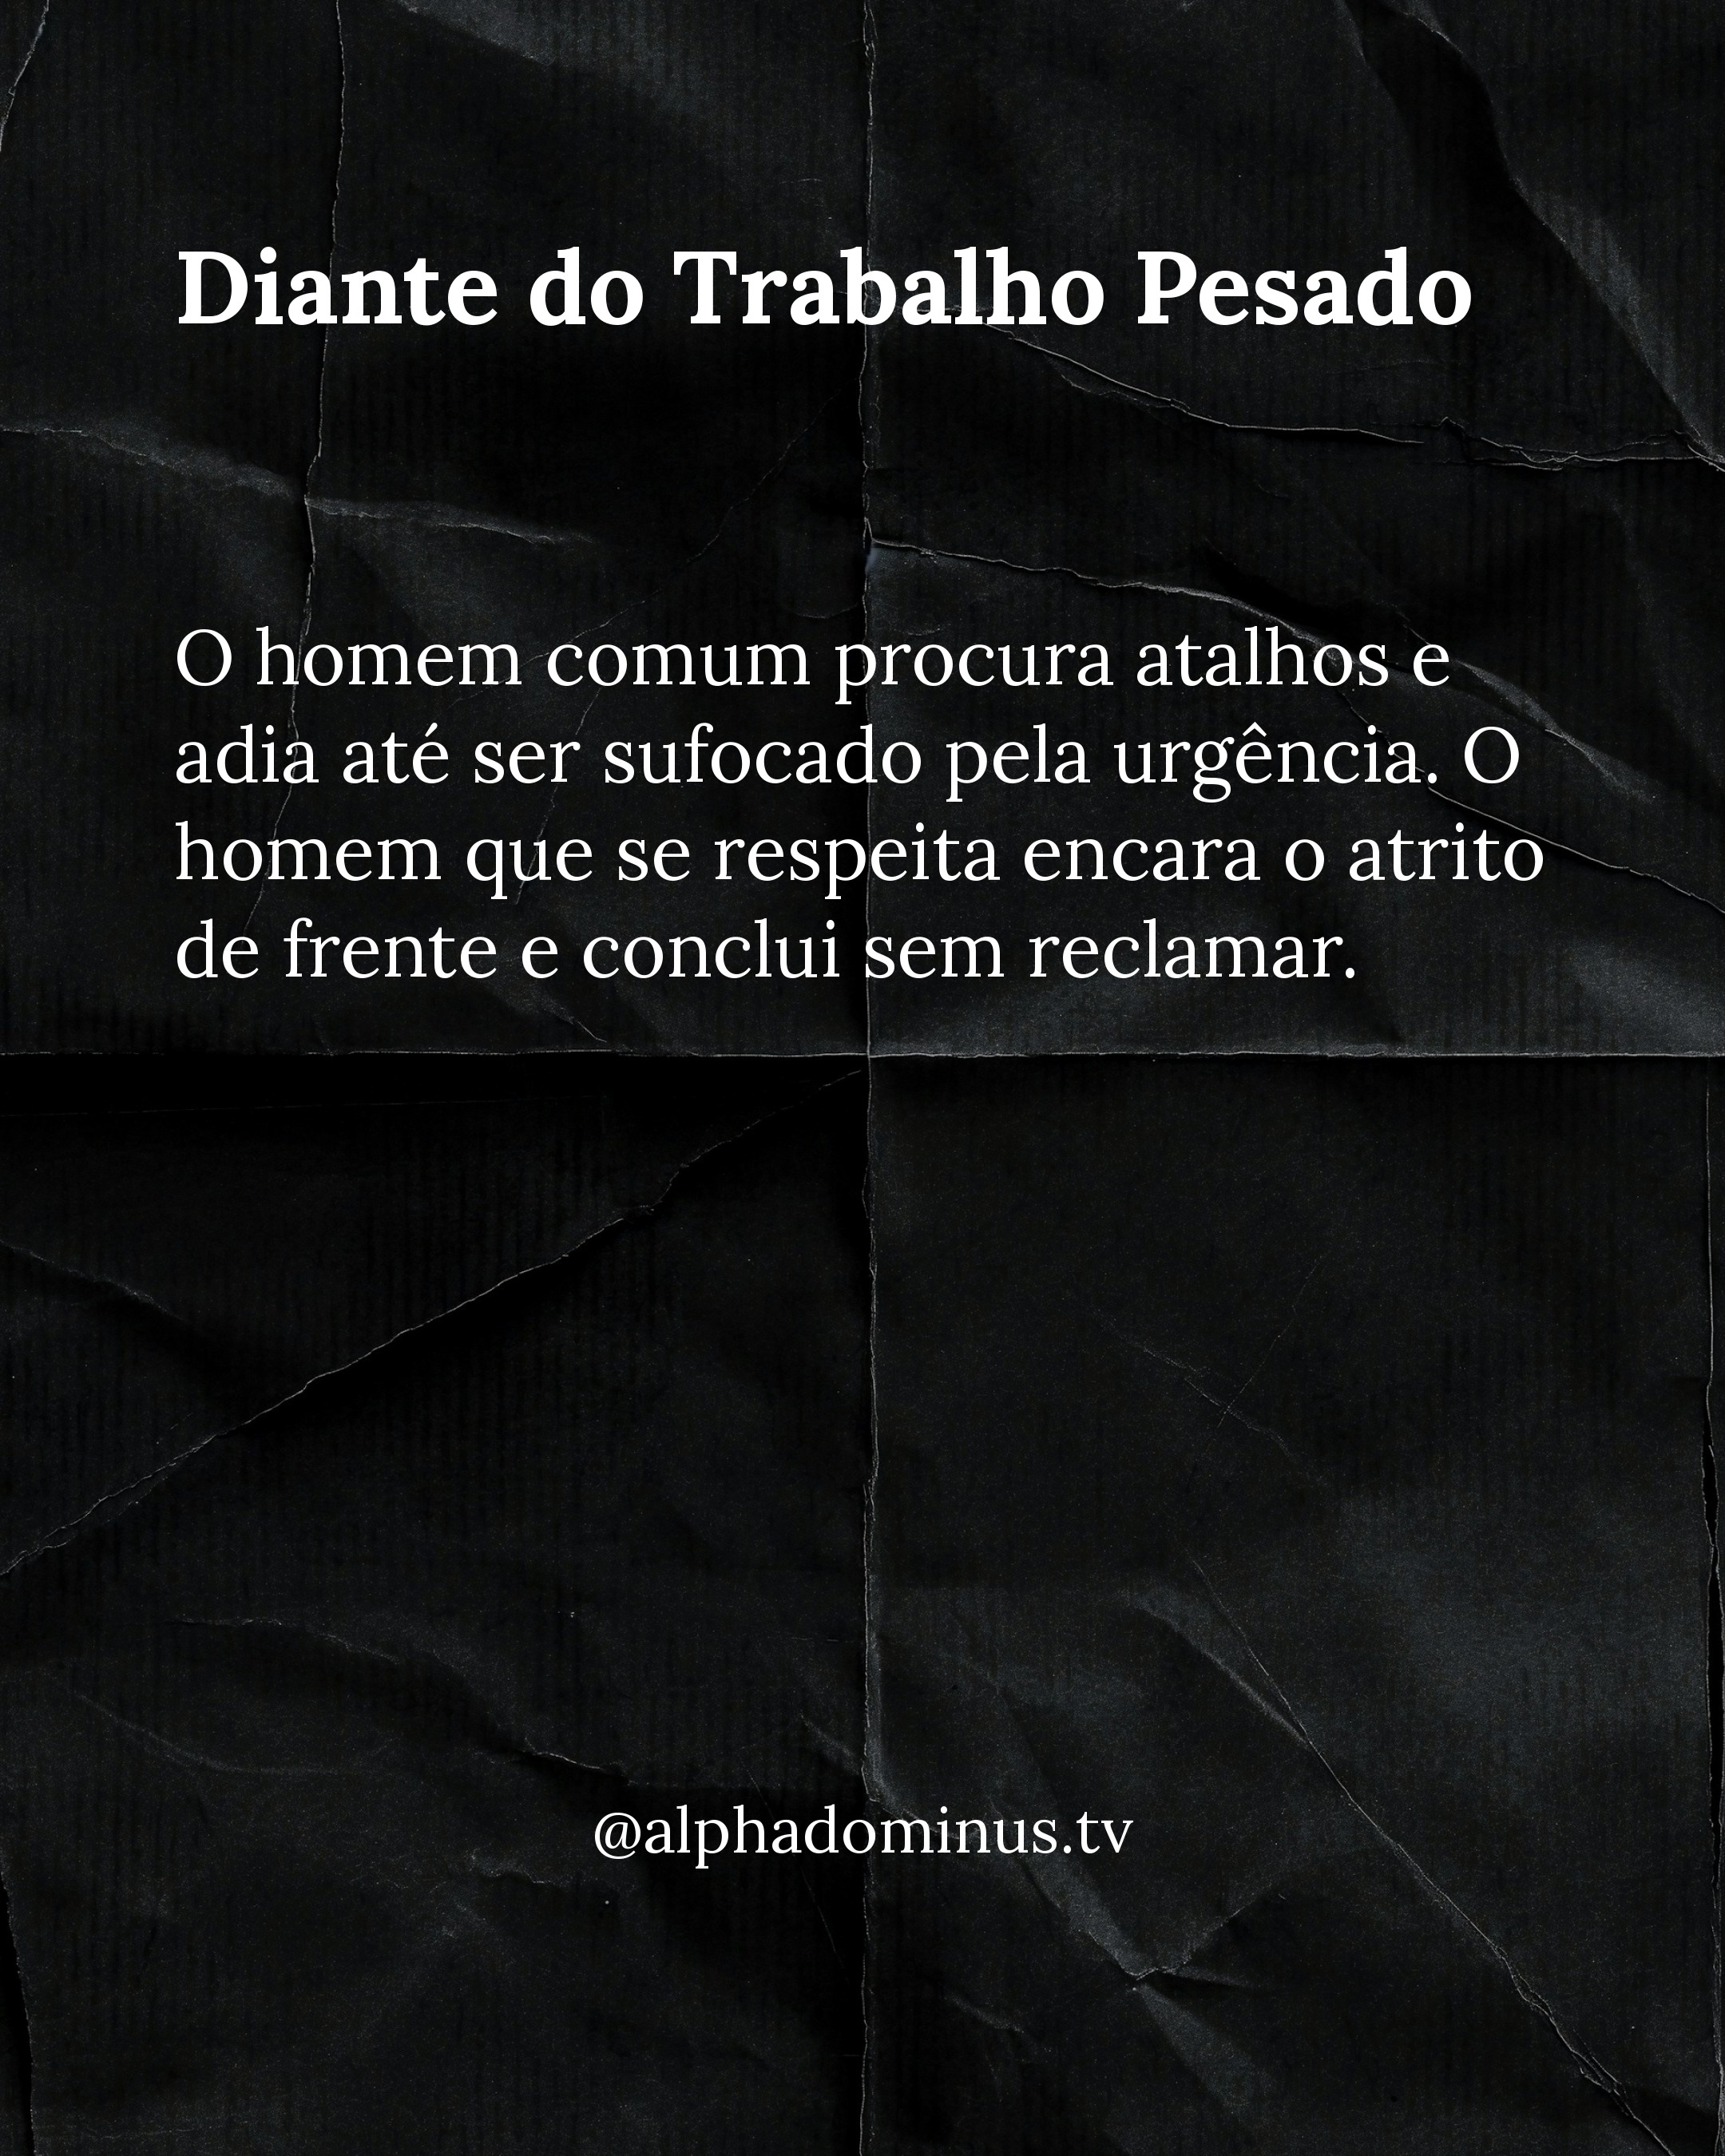 Diante do Trabalho Pesado
O homem comum procura atalhos e
adia até ser sufocado pela urgência. O
homem que se respeita encara o atrito
de frente e conclui sem reclamar.
@alphadominus.tv